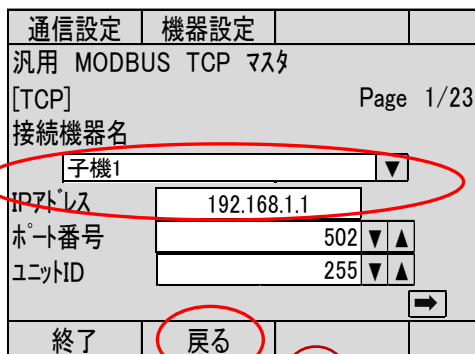 通信設定 機器設定
汎用 MODBUS TCP マスタ
[TCP] Page 1/23
接続機器名
子機1 ▼
IPアドレス 192.168.1.1
ポート番号 502 ▼ ▲
ユニットID 255 ▼ ▲
➡
終了 戻る